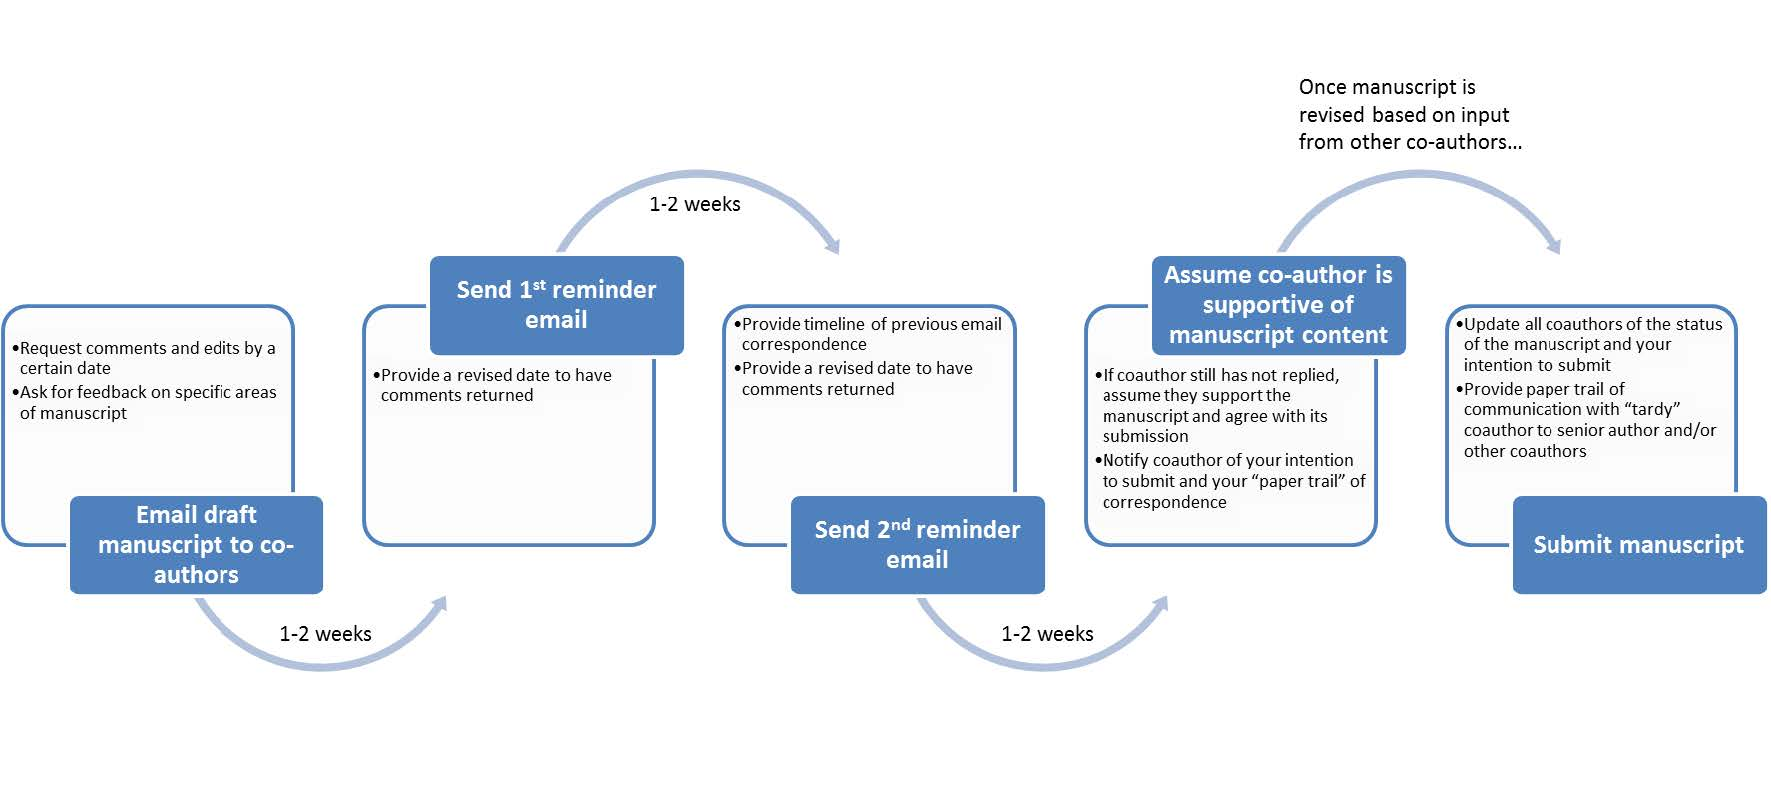 •Request comments and edits by a
certain date
•Ask for feedback on specific areas
of manuscript
Email draft
manuscript to co-
authors
1-2 weeks
Send 1st reminder
email
•Provide a revised date to have
comments returned
1-2 weeks
•Provide timeline of previous email
correspondence
•Provide a revised date to have
comments returned
Send 2nd reminder
email
1-2 weeks
Assume co-author is
supportive of
manuscript content
•If coauthor still has not replied,
assume they support the
manuscript and agree with its
submission
•Notify coauthor of your intention
to submit and your “paper trail” of
correspondence
Once manuscript is
revised based on input
from other co-authors...
•Update all coauthors of the status
of the manuscript and your
intention to submit
•Provide paper trail of
communication with “tardy”
coauthor to senior author and/or
other coauthors
Submit manuscript